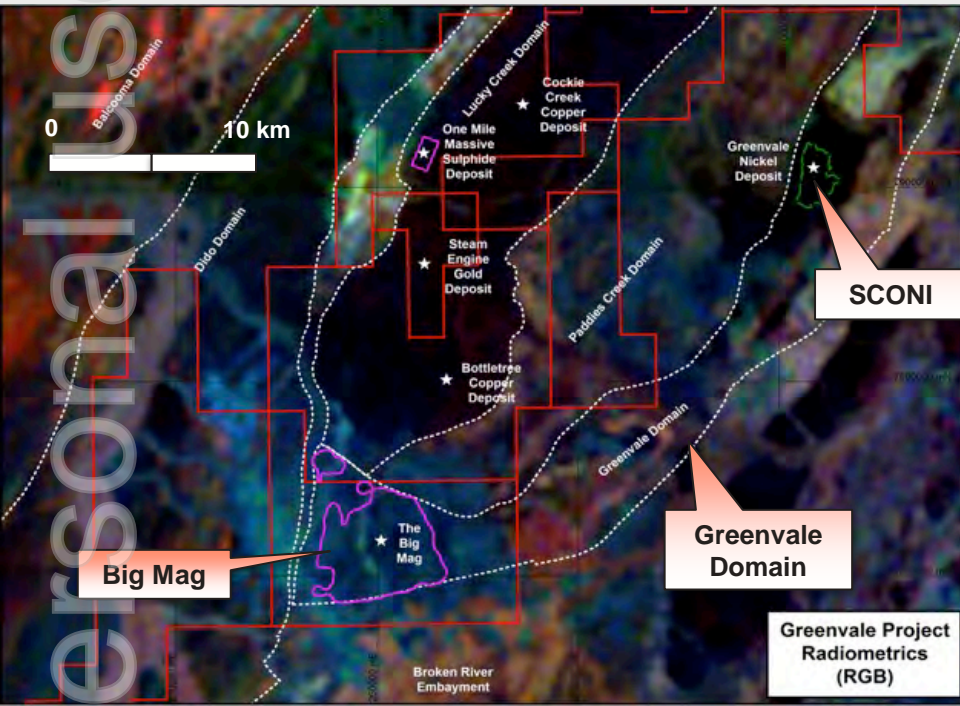 ersonal us
Balcooma Domain
0
10 km
Lucky Creek Domain
Cockie
Creek
Copper
Deposit
One Mile
Massive
Sulphide
Deposit
Greenvale
Nickel
Deposit
Dido Domain
Steam
Engine
Gold
Deposit
Paddies Creek Domain
SCONI
Bottletree
Copper
Deposit
Greenvale Domain
The
Big
Mag
Big Mag
Greenvale
Domain
Greenvale Project
Radiometrics
(RGB)
Broken River
Embayment